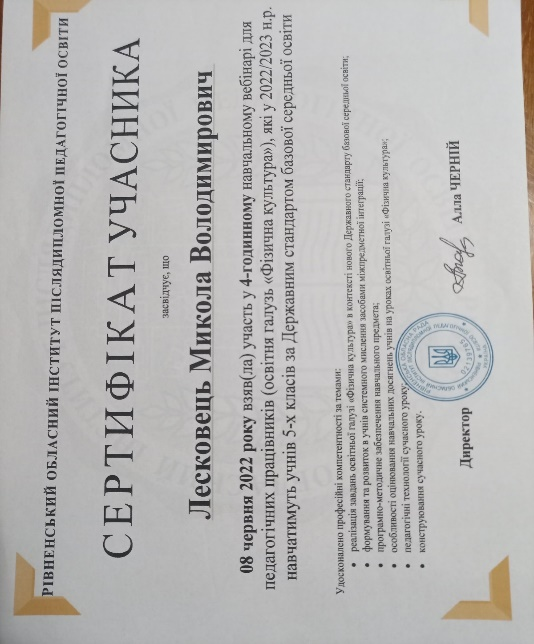 РІВНЕНСЬКИЙ ОБЛАСНИЙ ІНСТИТУТ ПІСЛЯДИПЛОМНОЇ ПЕДАГОГІЧНОЇ ОСВІТИ
СЕРТИФІКАТ УЧАСНИКА
засвідчує, що
Лесковець Микола Володимирович
08 червня 2022 року взяв(ла) участь у 4-годинному навчальному вебінарі для
педагогічних працівників (освітня галузь «Фізична культура»), які у 2022/2023 н.р.
навчатимуть учнів 5-х класів за Державним стандартом базової середньої освіти
Удосконалено професійні компетентності за темами:
• реалізація завдань освітньої галузі «Фізична культура» в контексті нового Державного стандарту базової середньої освіти;
• формування та розвиток в учнів системного мислення засобами міжпредметної інтеграції;
• програмно-методичне забезпечення навчального предмета;
• особливості оцінювання навчальних досягнень учнів на уроках освітньої галузі «Фізична культура»;
• педагогічні технології сучасного уроку;
• конструювання сучасного уроку.
Директор Алла ЧЕРНІЙ